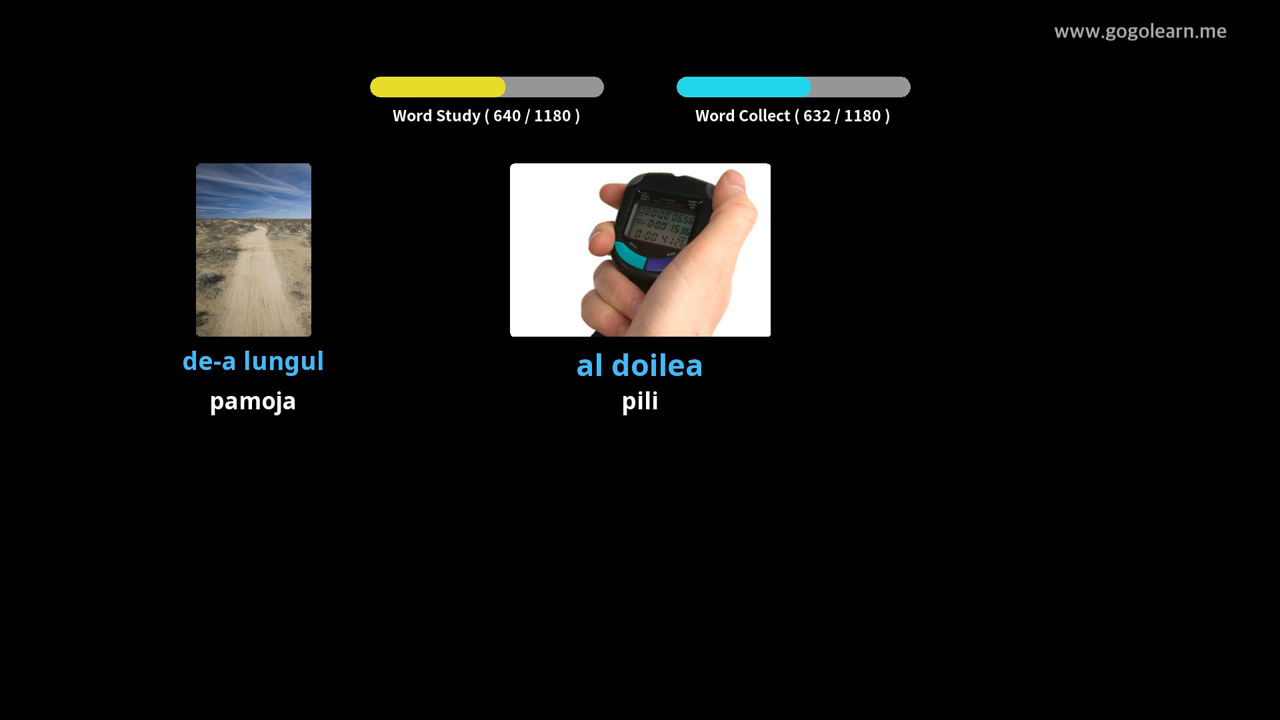 www.gogolearn.me
Word Study ( 640 / 1180 )
Word Collect ( 632 / 1180 )
de-a lungul
pamoja
al doilea
pili